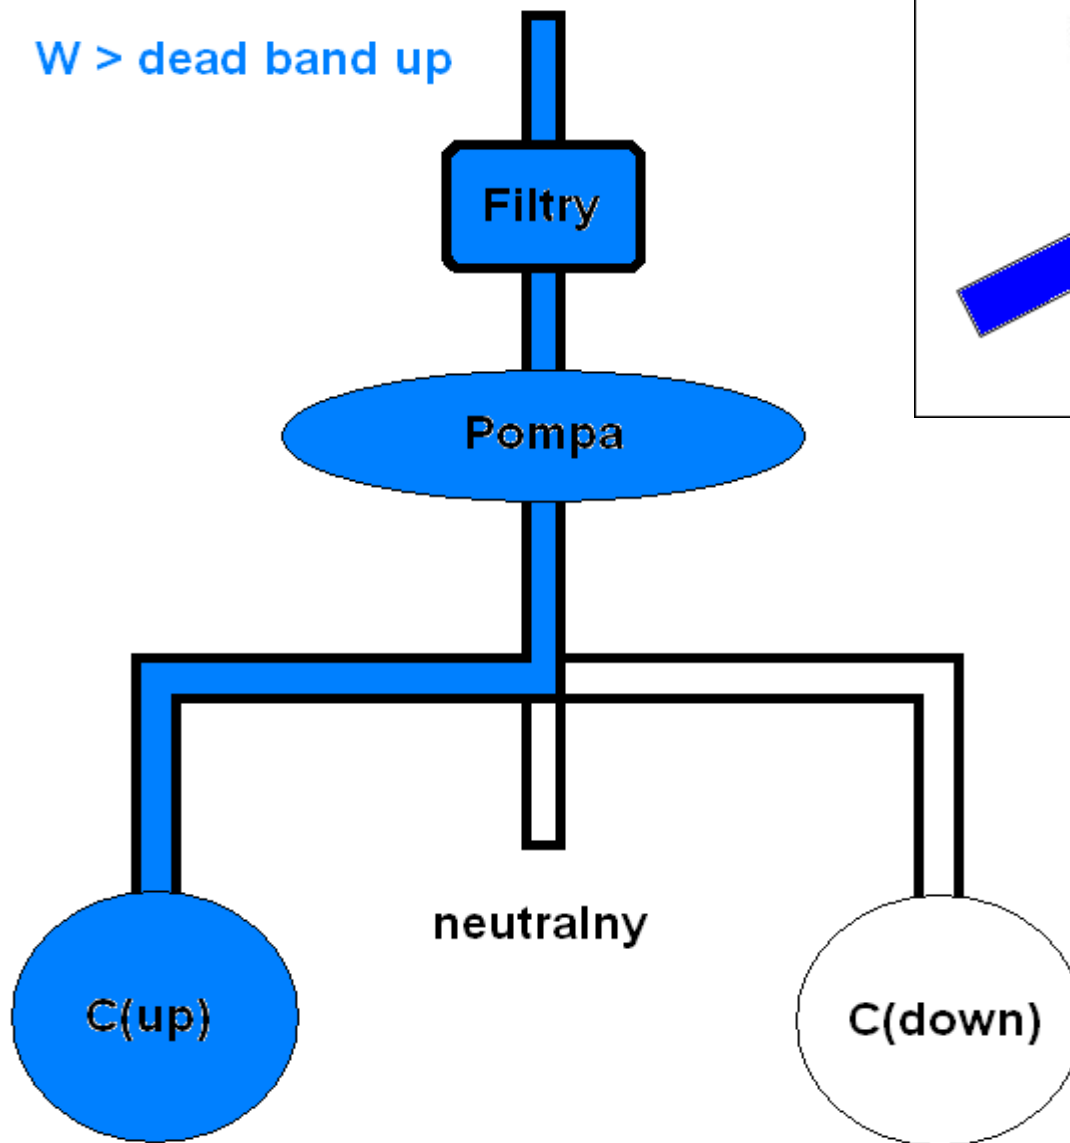 W > dead band up
Filtry
Pompa
neutralny
C(up)
C(down)